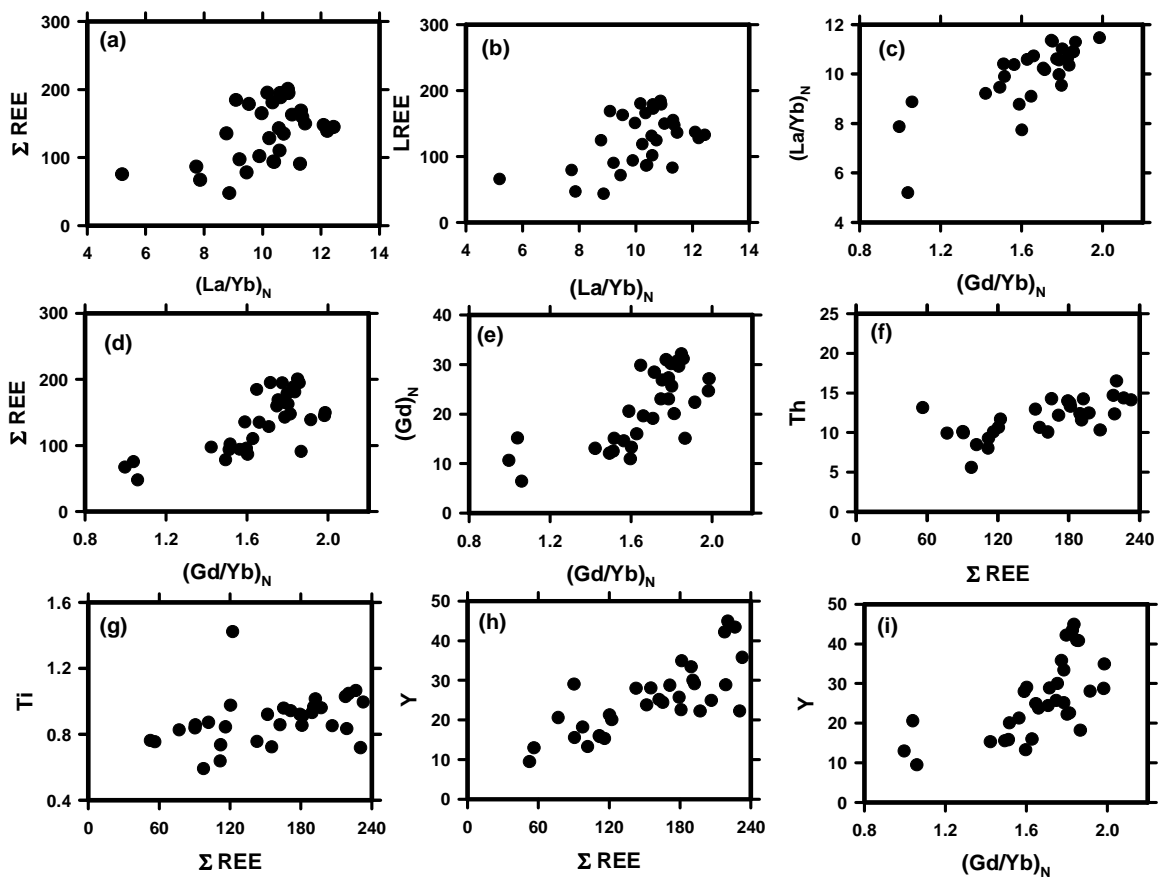 300
200
100
0
Σ REE
(a)
4 6 8 10 12 14
(La/Yb)N
300
200
100
0
LREE
(b)
4 6 8 10 12 14
(La/Yb)N
12
10
8
6
4
(La/Yb)N
(c)
0.8 1.2 1.6 2.0
(Gd/Yb)N
300
200
100
0
Σ REE
(d)
0.8 1.2 1.6 2.0
(Gd/Yb)N
40
30
20
10
0
(Gd)N
(e)
0.8 1.2 1.6 2.0
(Gd/Yb)N
25
20
15
10
5
0
Th
(f)
0 60 120 180 240
Σ REE
1.6
1.2
0.8
0.4
Ti
(g)
0 60 120 180 240
Σ REE
50
40
30
20
10
0
Y
(h)
0 60 120 180 240
Σ REE
50
40
30
20
10
0
Y
(i)
0.8 1.2 1.6 2.0
(Gd/Yb)N